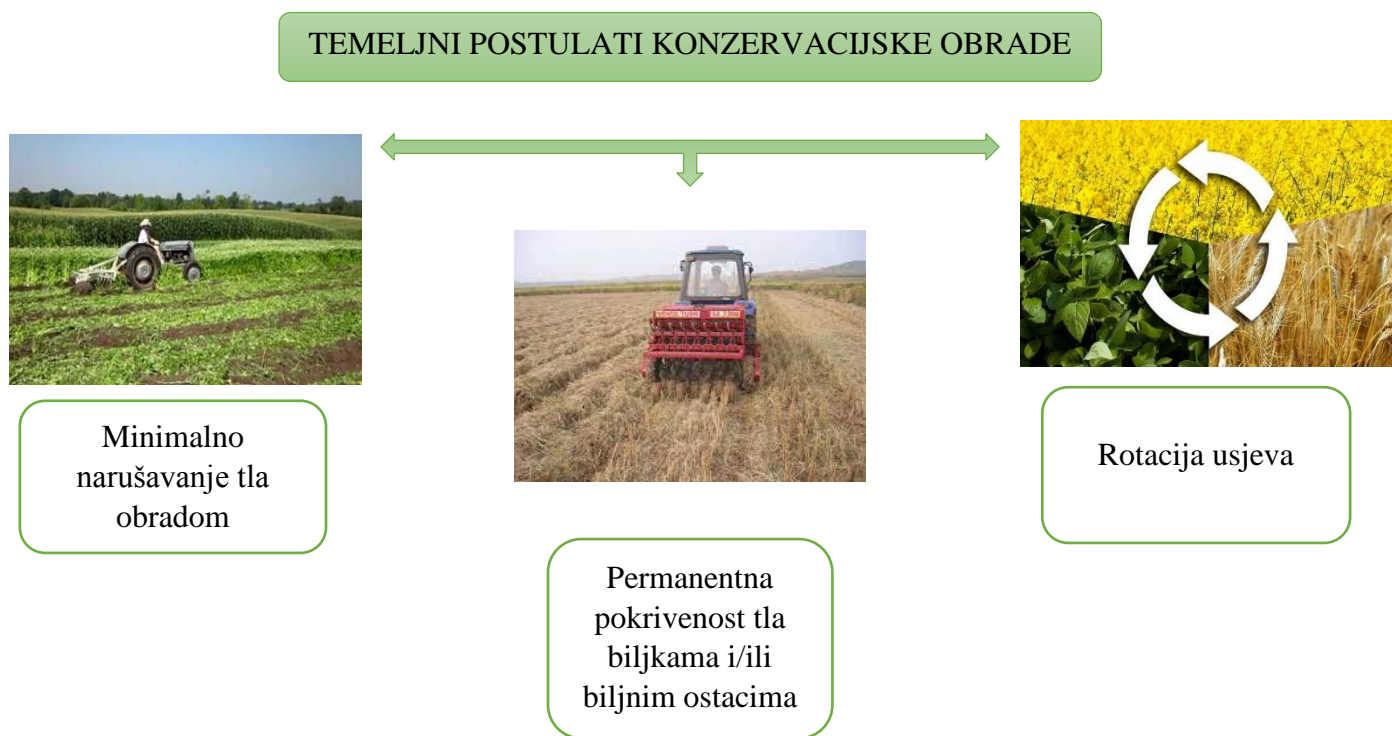 TEMELJNI POSTULATI KONZERVACIJSKE OBRADE
Minimalno
narušavanje tla
obradom
Rotacija usjeva
Permanentna
pokrivenost tla
biljkama i/ili
biljnim ostacima